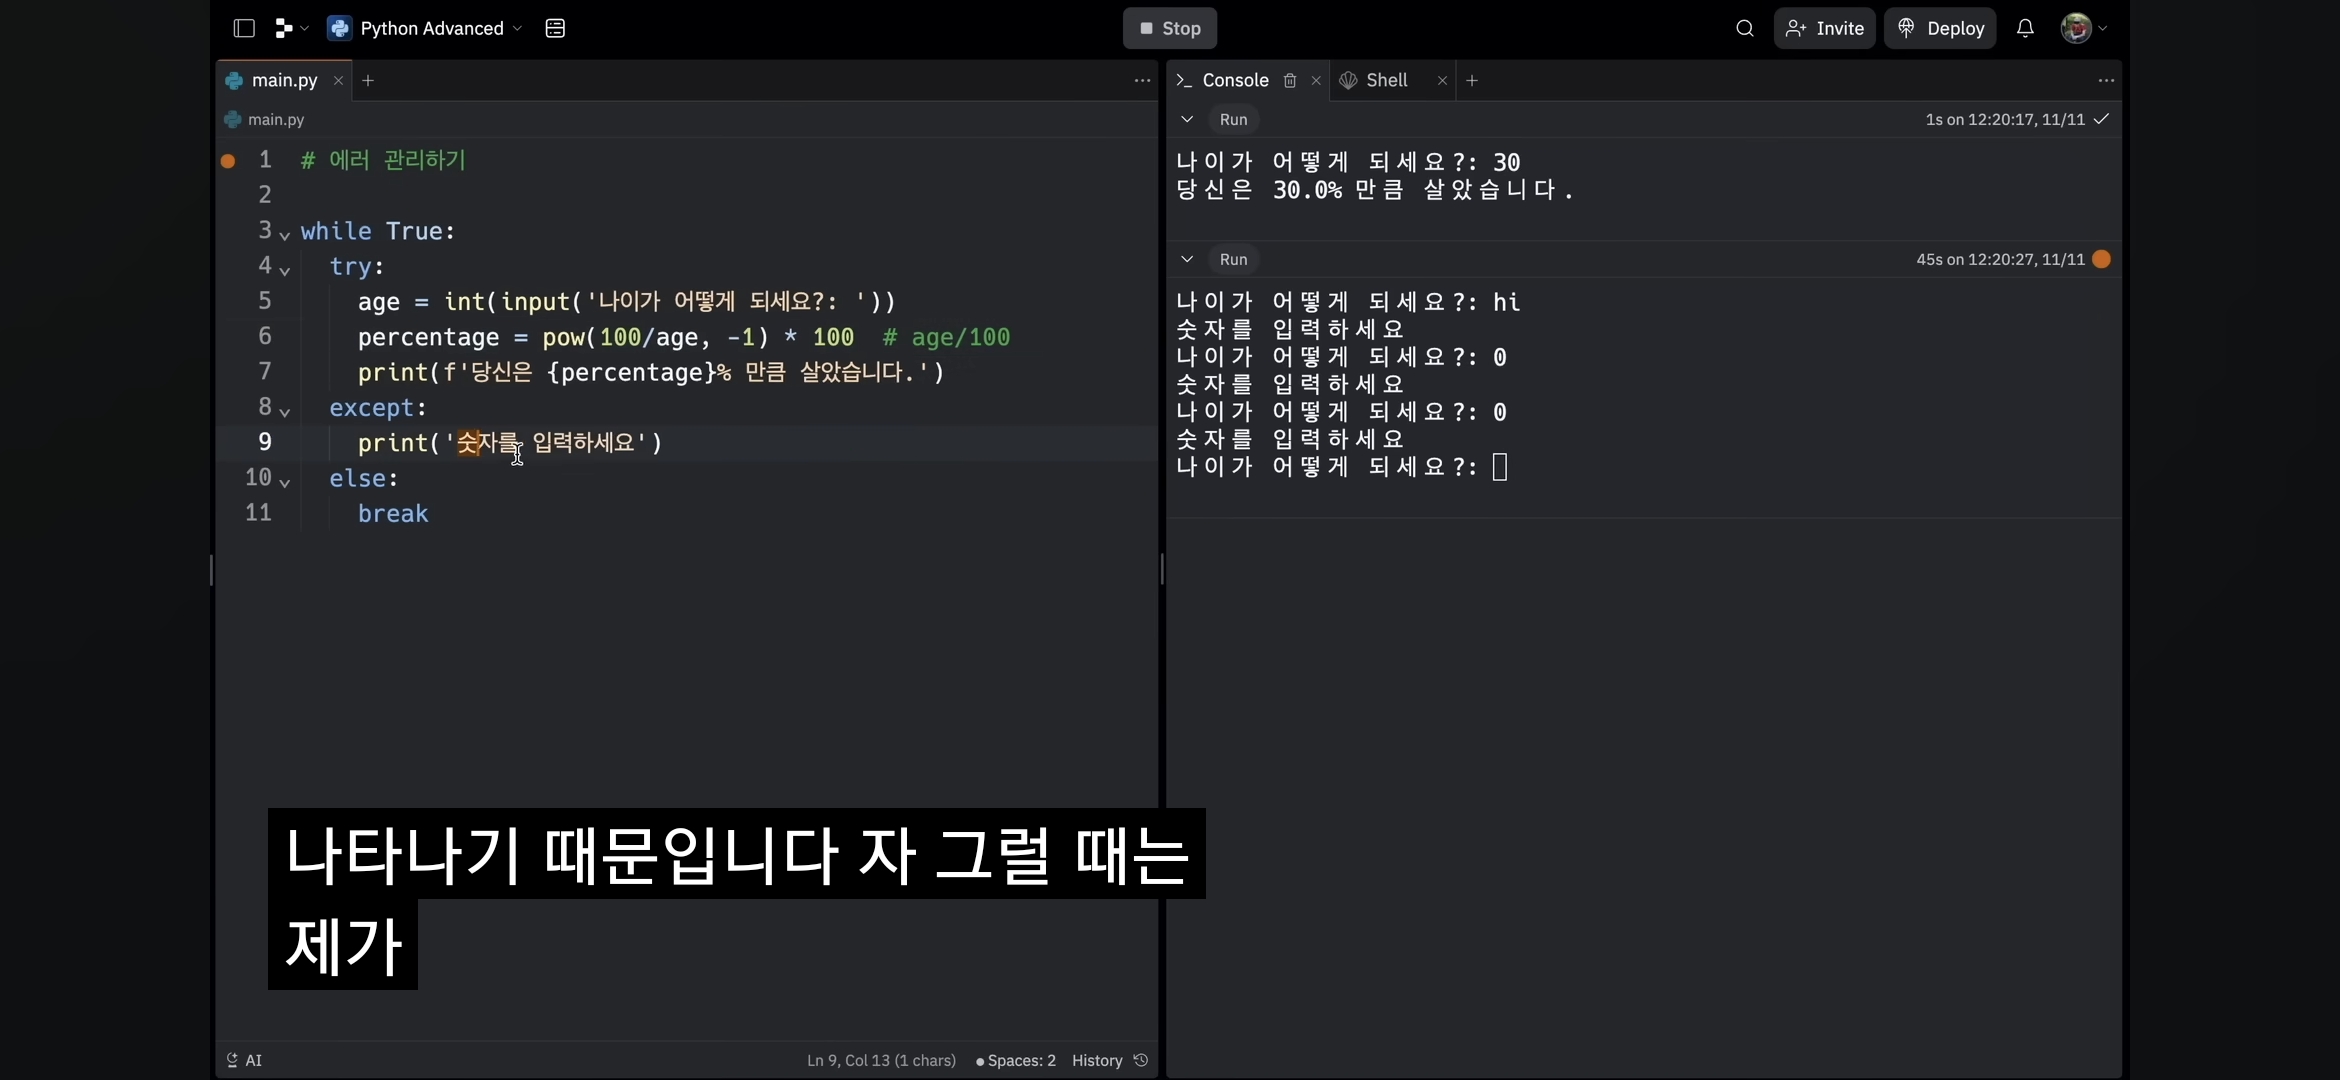 Python Advanced
Stop
Invite
Deploy
main.py
main.py
1 # 에러 관리하기
2
3 while True:
4 try:
5 age = int(input('나이가 어떻게 되세요?: '))
6 percentage = pow(100/age, -1) * 100 # age/100
7 print(f'당신은 {percentage}% 만큼 살았습니다.')
8 except:
9 print('숫자를 입력하세요')
10 else:
11 break
AI
Ln 9, Col 13 (1 chars)
Spaces: 2
History
Console
Shell
Run
1s on 12:20:17, 11/11
나이가 어떻게 되세요?: 30
당신은 30.0% 만큼 살았습니다.
Run
45s on 12:20:27, 11/11
나이가 어떻게 되세요?: hi
숫자를 입력하세요
나이가 어떻게 되세요?: 0
숫자를 입력하세요
나이가 어떻게 되세요?: 0
숫자를 입력하세요
나이가 어떻게 되세요?:
나타나기 때문입니다 자 그럴 때는
제가